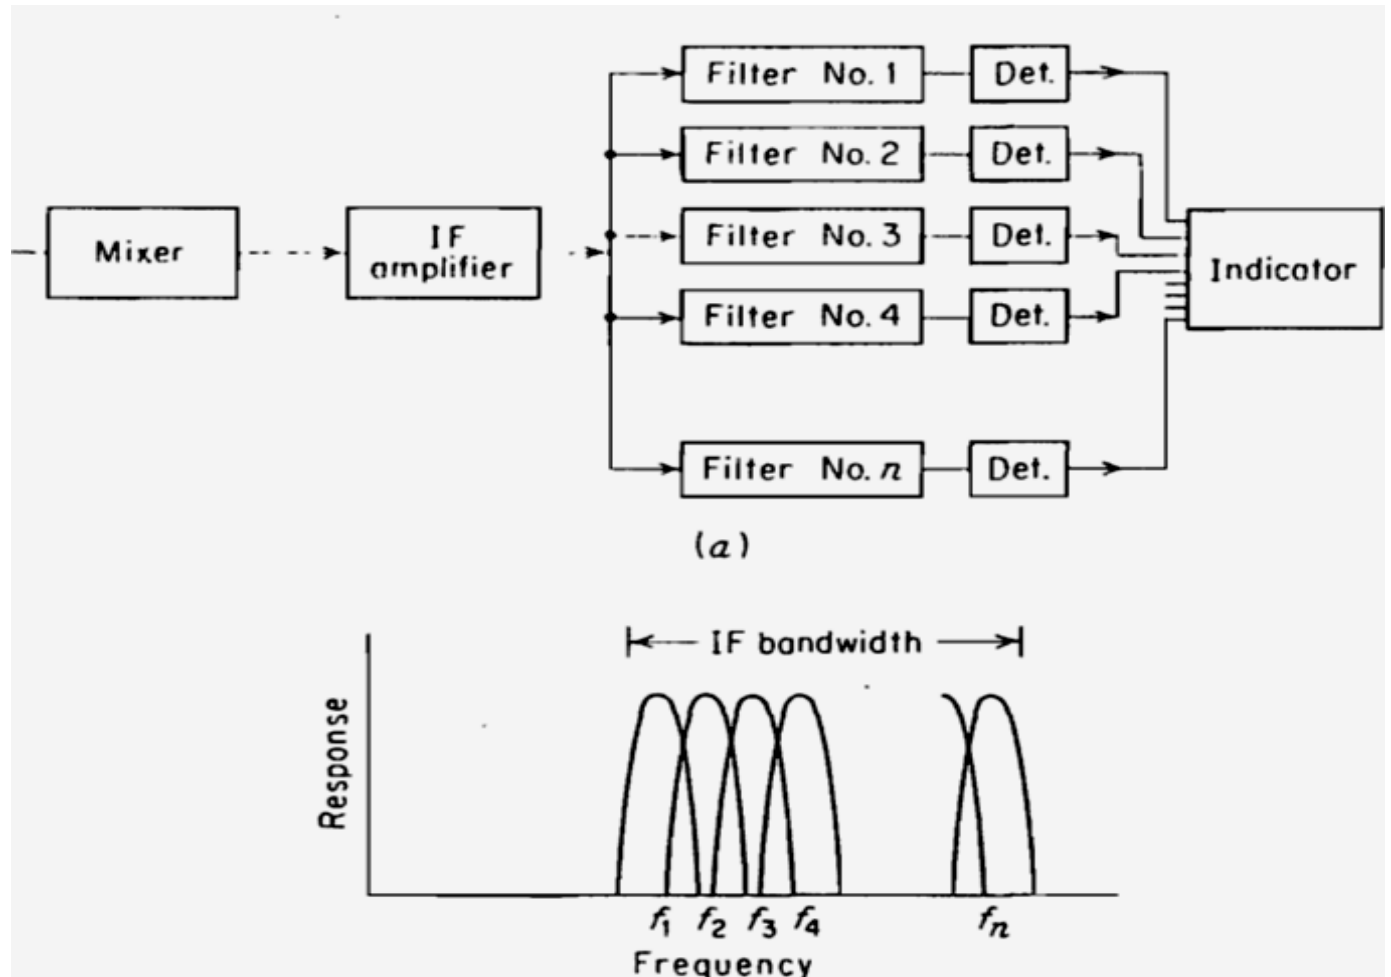 Filter No. 1 Det.
Filter No. 2 Det.
Mixer IF amplifier Filter No. 3 Det. Indicator
Filter No. 4 Det.
Filter No. n Det.
(a)
IF bandwidth
Response
f1 f2 f3 f4 fn
Frequency